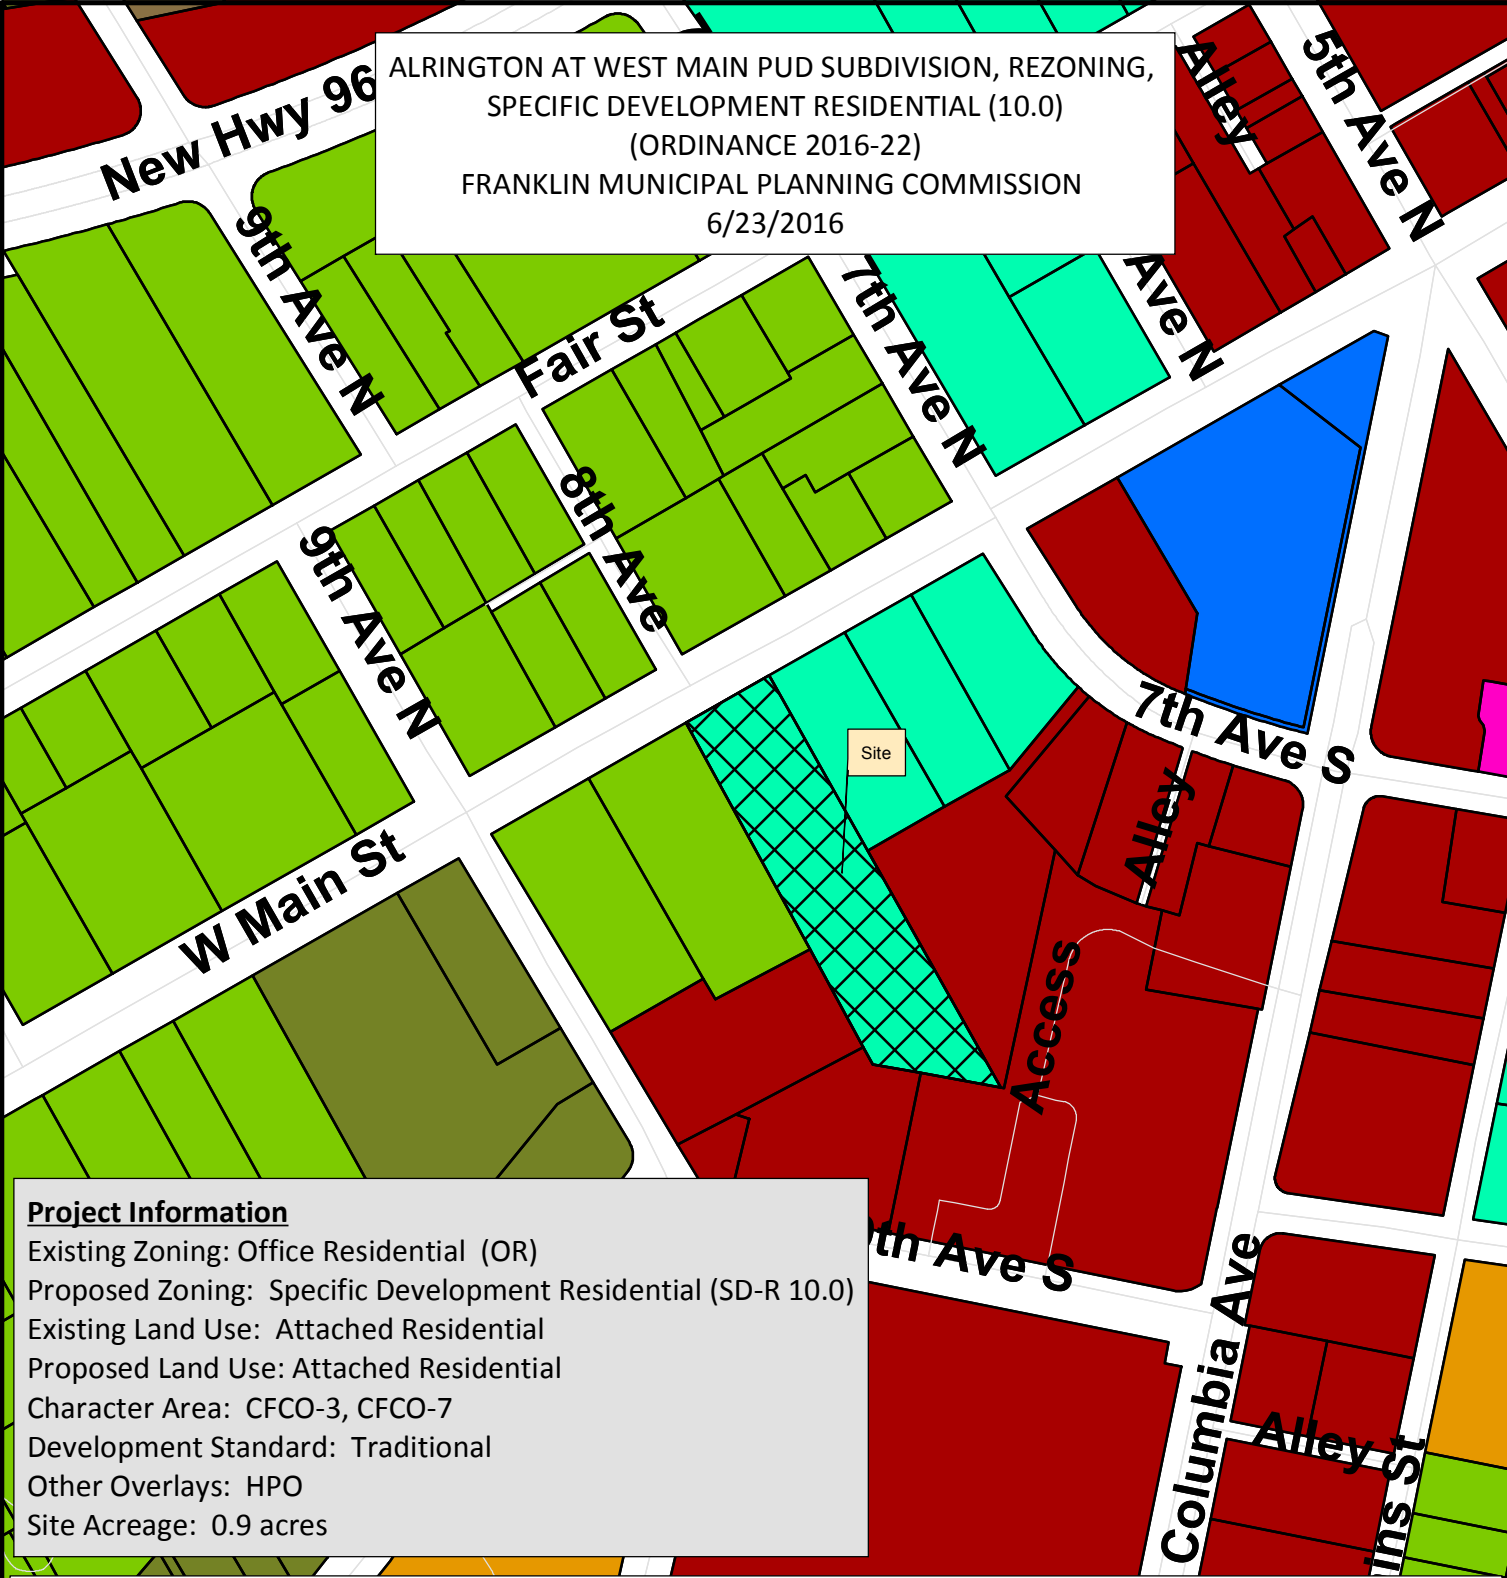 ALRINGTON AT WEST MAIN PUD SUBDIVISION, REZONING,
SPECIFIC DEVELOPMENT RESIDENTIAL (10.0)
(ORDINANCE 2016-22)
FRANKLIN MUNICIPAL PLANNING COMMISSION
6/23/2016
New Hwy 96
Alley
5th Ave N
9th Ave N
Fair St
7th Ave N
Ave N
8th Ave
9th Ave N
W Main St
Site
7th Ave S
Alley
Access
th Ave S
Columbia Ave
Alley
ins St
Project Information
Existing Zoning: Office Residential (OR)
Proposed Zoning: Specific Development Residential (SD-R 10.0)
Existing Land Use: Attached Residential
Proposed Land Use: Attached Residential
Character Area: CFCO-3, CFCO-7
Development Standard: Traditional
Other Overlays: HPO
Site Acreage: 0.9 acres